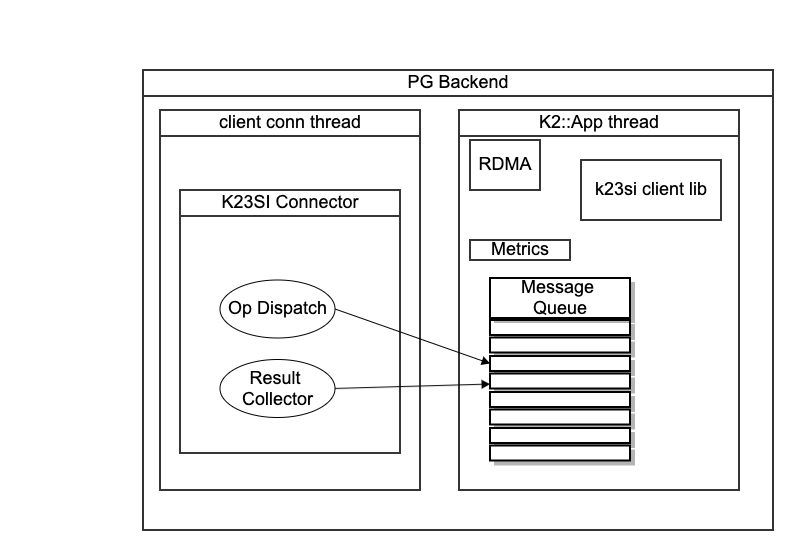 PG Backend
client conn thread
K2::App thread
RDMA
k23si client lib
K23SI Connector
Metrics
Message
Queue
Op Dispatch
Result
Collector